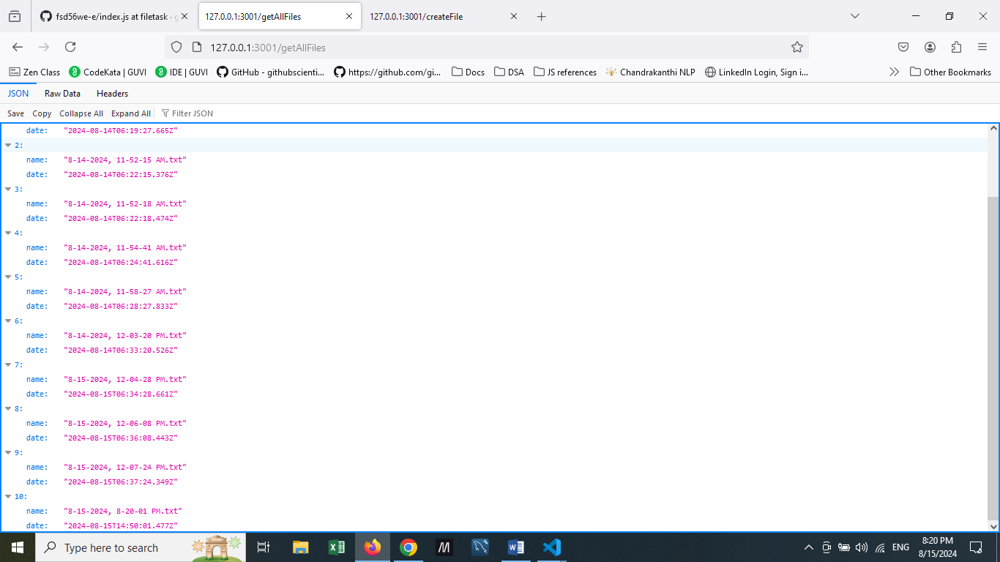 fsd56we-e/index.js at filetask · g
127.0.0.1:3001/getAllFiles
127.0.0.1:3001/createFile
127.0.0.1:3001/getAllFiles
Zen Class
CodeKata | GUVI
IDE | GUVI
GitHub - githubscienti...
https://github.com/gi...
Docs
DSA
JS references
Chandrakanthi NLP
LinkedIn Login, Sign i...
Other Bookmarks
JSON Raw Data Headers
Save Copy Collapse All Expand All Filter JSON
date: "2024-08-14T06:19:27.665Z"
2:
name: "8-14-2024, 11-52-15 AM.txt"
date: "2024-08-14T06:22:15.376Z"
3:
name: "8-14-2024, 11-52-18 AM.txt"
date: "2024-08-14T06:22:18.474Z"
4:
name: "8-14-2024, 11-54-41 AM.txt"
date: "2024-08-14T06:24:41.616Z"
5:
name: "8-14-2024, 11-58-27 AM.txt"
date: "2024-08-14T06:28:27.833Z"
6:
name: "8-14-2024, 12-03-20 PM.txt"
date: "2024-08-14T06:33:20.526Z"
7:
name: "8-15-2024, 12-04-28 PM.txt"
date: "2024-08-15T06:34:28.661Z"
8:
name: "8-15-2024, 12-06-08 PM.txt"
date: "2024-08-15T06:36:08.443Z"
9:
name: "8-15-2024, 12-07-24 PM.txt"
date: "2024-08-15T06:37:24.349Z"
10:
name: "8-15-2024, 8-20-01 PM.txt"
date: "2024-08-15T14:50:01.477Z"
Type here to search
ENG
8:20 PM
8/15/2024